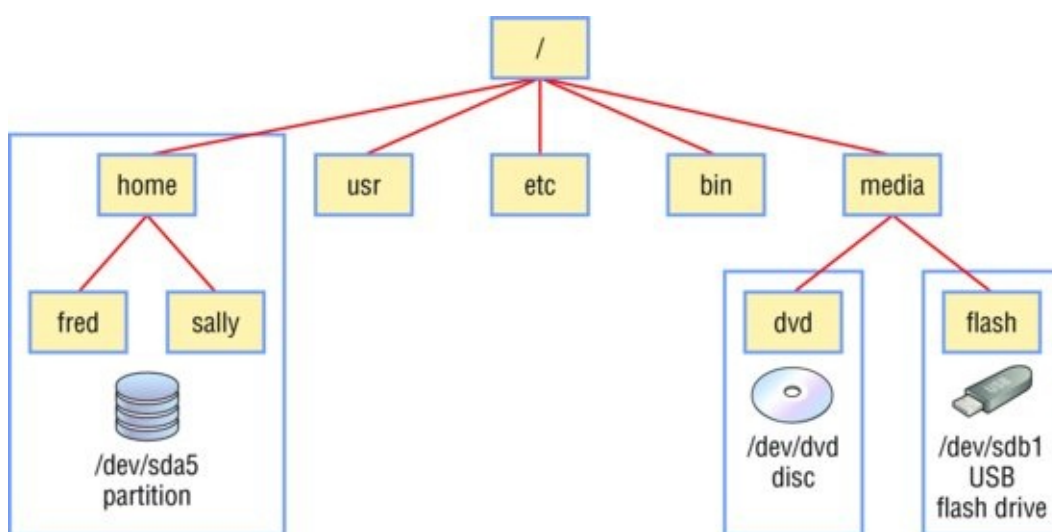 /
home
usr
etc
bin
media
fred
sally
dvd
flash
/dev/sda5
partition
/dev/dvd
disc
USB
/dev/sdb1
USB
flash drive